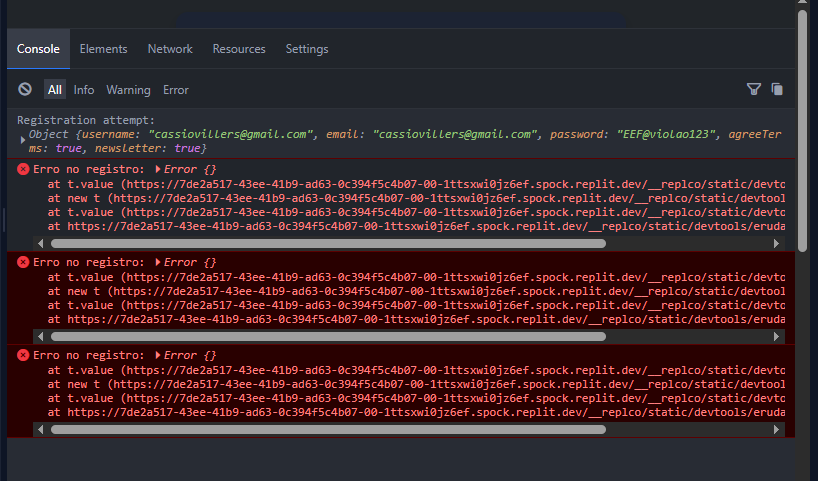 Console Elements Network Resources Settings
All Info Warning Error
Registration attempt:
Object {username: "cassiovillers@gmail.com", email: "cassiovillers@gmail.com", password: "EEF@violao123", agreeTe
rms: true, newsletter: true}
Erro no registro: Error {}
at t.value (https://7de2a517-43ee-41b9-ad63-0c394f5c4b07-00-1ttsxwi0jz6ef.spock.replit.dev/__replco/static/devto
at new t (https://7de2a517-43ee-41b9-ad63-0c394f5c4b07-00-1ttsxwi0jz6ef.spock.replit.dev/__replco/static/devtool
at t.value (https://7de2a517-43ee-41b9-ad63-0c394f5c4b07-00-1ttsxwi0jz6ef.spock.replit.dev/__replco/static/devto
at https://7de2a517-43ee-41b9-ad63-0c394f5c4b07-00-1ttsxwi0jz6ef.spock.replit.dev/__replco/static/devtools/eruda
Erro no registro: Error {}
at t.value (https://7de2a517-43ee-41b9-ad63-0c394f5c4b07-00-1ttsxwi0jz6ef.spock.replit.dev/__replco/static/devto
at new t (https://7de2a517-43ee-41b9-ad63-0c394f5c4b07-00-1ttsxwi0jz6ef.spock.replit.dev/__replco/static/devtool
at t.value (https://7de2a517-43ee-41b9-ad63-0c394f5c4b07-00-1ttsxwi0jz6ef.spock.replit.dev/__replco/static/devto
at https://7de2a517-43ee-41b9-ad63-0c394f5c4b07-00-1ttsxwi0jz6ef.spock.replit.dev/__replco/static/devtools/eruda
Erro no registro: Error {}
at t.value (https://7de2a517-43ee-41b9-ad63-0c394f5c4b07-00-1ttsxwi0jz6ef.spock.replit.dev/__replco/static/devto
at new t (https://7de2a517-43ee-41b9-ad63-0c394f5c4b07-00-1ttsxwi0jz6ef.spock.replit.dev/__replco/static/devtool
at t.value (https://7de2a517-43ee-41b9-ad63-0c394f5c4b07-00-1ttsxwi0jz6ef.spock.replit.dev/__replco/static/devto
at https://7de2a517-43ee-41b9-ad63-0c394f5c4b07-00-1ttsxwi0jz6ef.spock.replit.dev/__replco/static/devtools/eruda